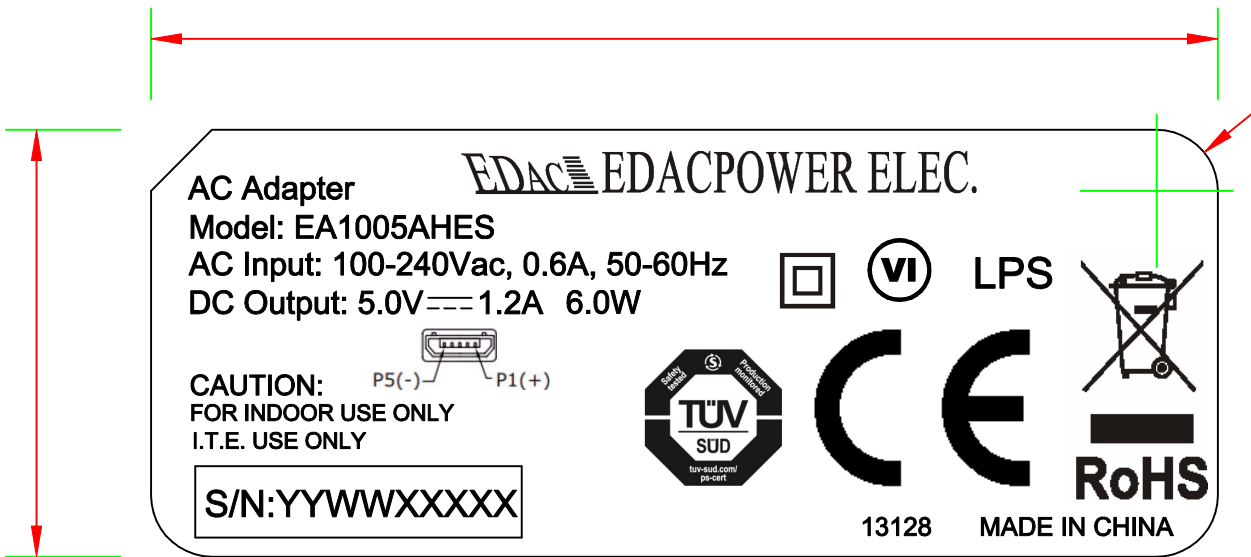 EDAC EDACPOWER ELEC.
AC Adapter
Model: EA1005AHES
AC Input: 100-240Vac, 0.6A, 50-60Hz
DC Output: 5.0V⎓1.2A 6.0W
VI
LPS
P5(-)
P1(+)
CAUTION:
FOR INDOOR USE ONLY
I.T.E. USE ONLY
S/N:YYWWXXXXX
Safety tested
S
Production monitored
TÜV
SÜD
tuv-sud.com/
ps-cert
CE
RoHS
13128 MADE IN CHINA